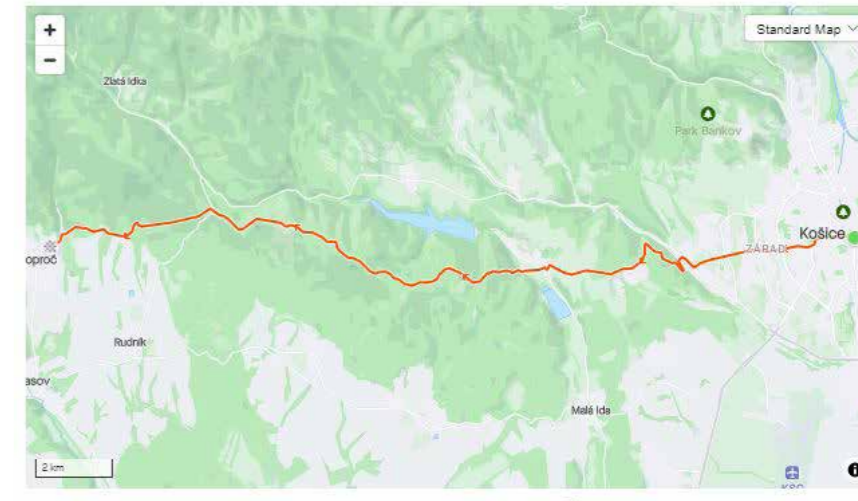 +
Standard Map
−
Zlatá Idka
Park Bankov
Košice
ZÁRADI
oproč
Rudník
asov
Malá Ida
2 km
KSC